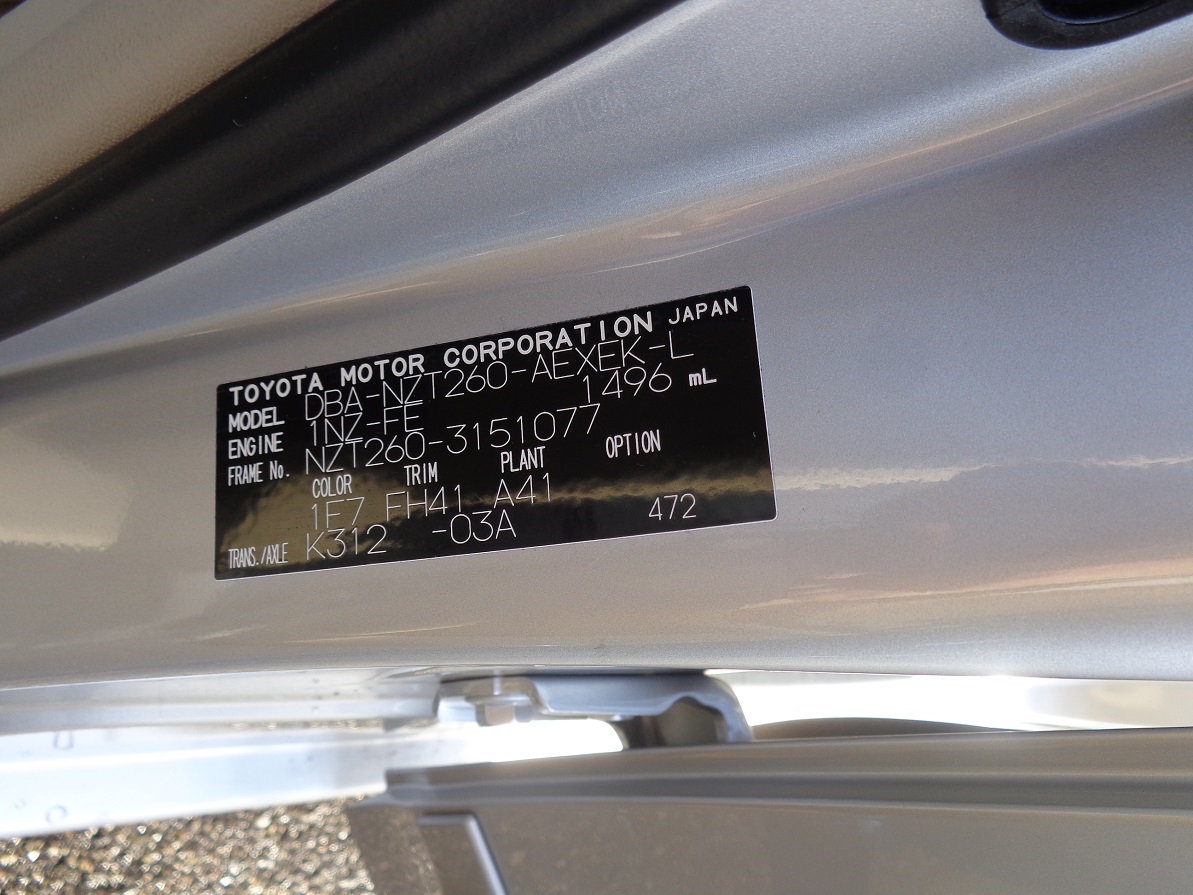 TOYOTA MOTOR CORPORATION JAPAN
MODEL DBA-NZT260-AEXEK-L
ENGINE 1NZ-FE 1496 mL
FRAME No. NZT260-3151077
COLOR TRIM PLANT OPTION
1E7 FH41 A41
TRANS./AXLE K312 -03A 472